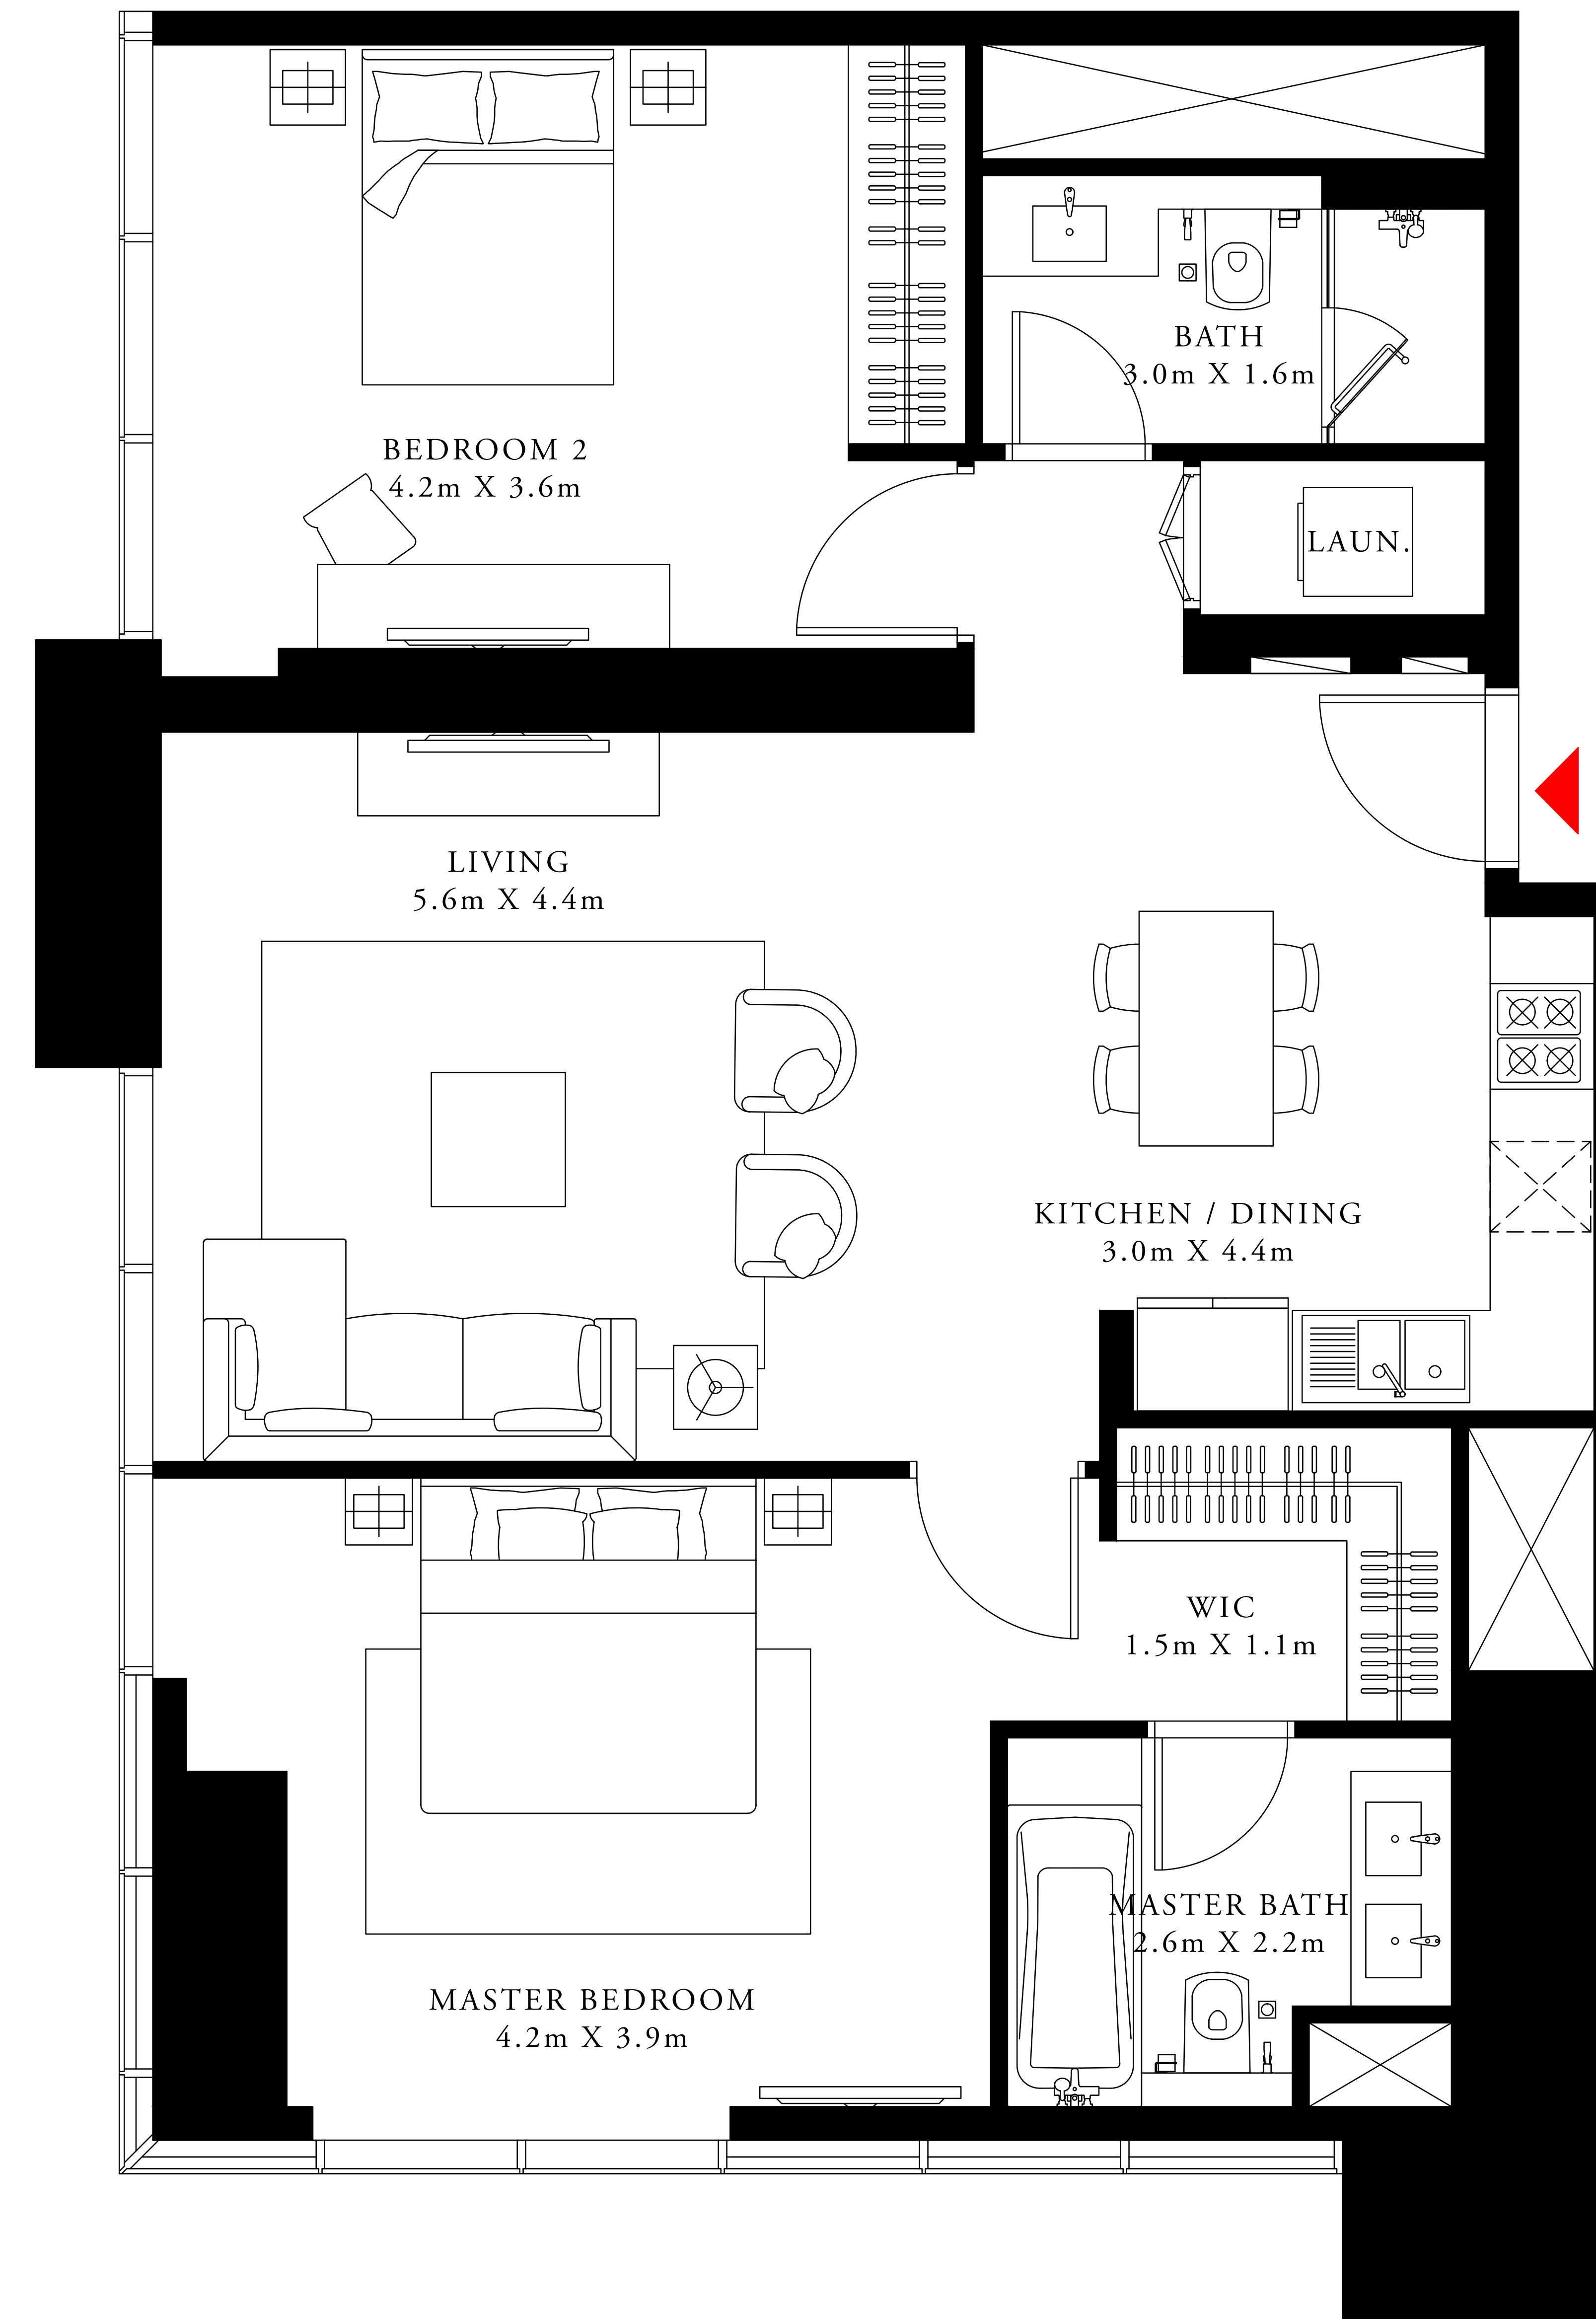 BATH
3.0m X 1.6m
BEDROOM 2
4.2m X 3.6m
LAUN.
LIVING
5.6m X 4.4m
KITCHEN / DINING
3.0m X 4.4m
WIC
1.5m X 1.1m
MASTER BATH
2.6m X 2.2m
MASTER BEDROOM
4.2m X 3.9m